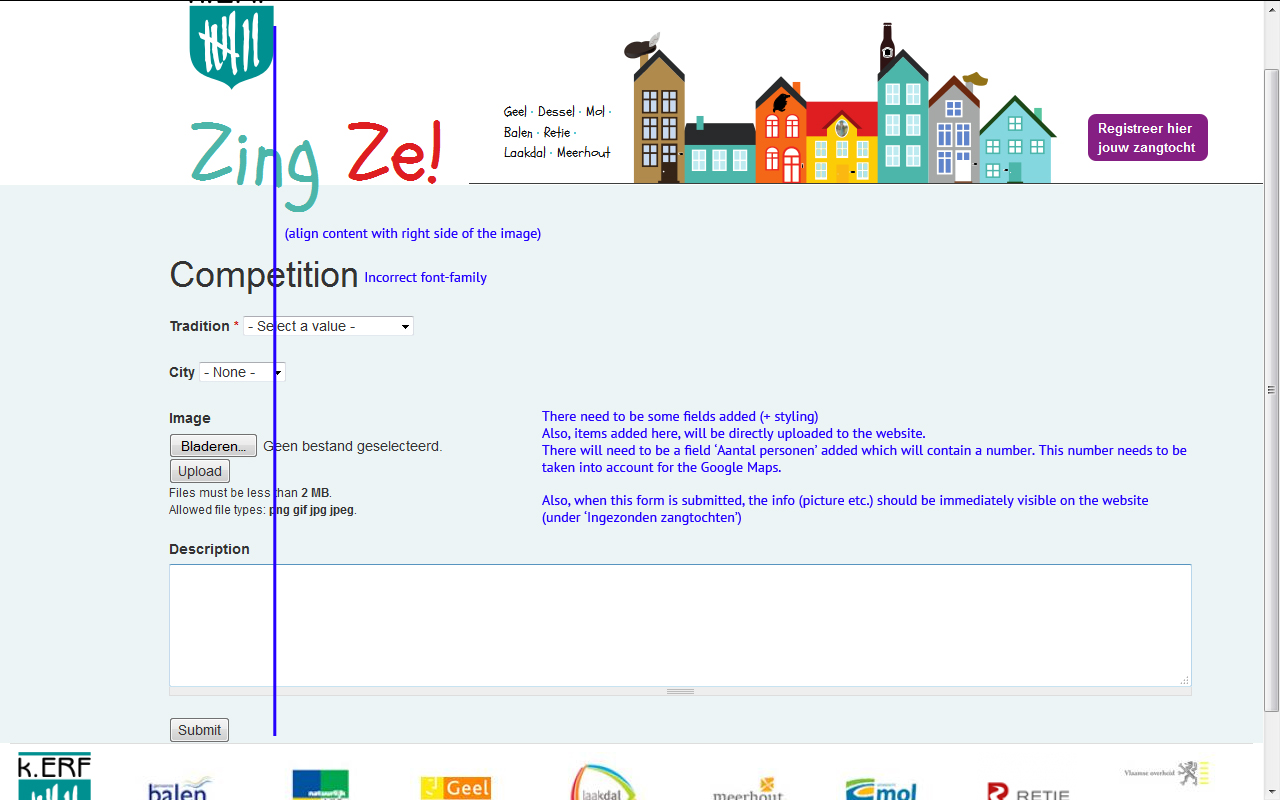 k.ERF
Geel · Dessel · Mol ·
Balen · Retie ·
Laakdal · Meerhout
Registreer hier
jouw zangtocht
Zing Ze!
(align content with right side of the image)
Competition
Incorrect font-family
Tradition * - Select a value -
City - None -
Image
Bladeren... Geen bestand geselecteerd.
Upload
Files must be less than 2 MB.
Allowed file types: png gif jpg jpeg.
There need to be some fields added (+ styling)
Also, items added here, will be directly uploaded to the website.
There will need to be a field ‘Aantal personen’ added which will contain a number. This number needs to be
taken into account for the Google Maps.
Also, when this form is submitted, the info (picture etc.) should be immediately visible on the website
(under ‘Ingezonden zangtochten’)
Description
Submit
k.ERF
balen
natuurlijk
Geel
laakdal
meerhout
mol
RETIE
Vlaamse overheid